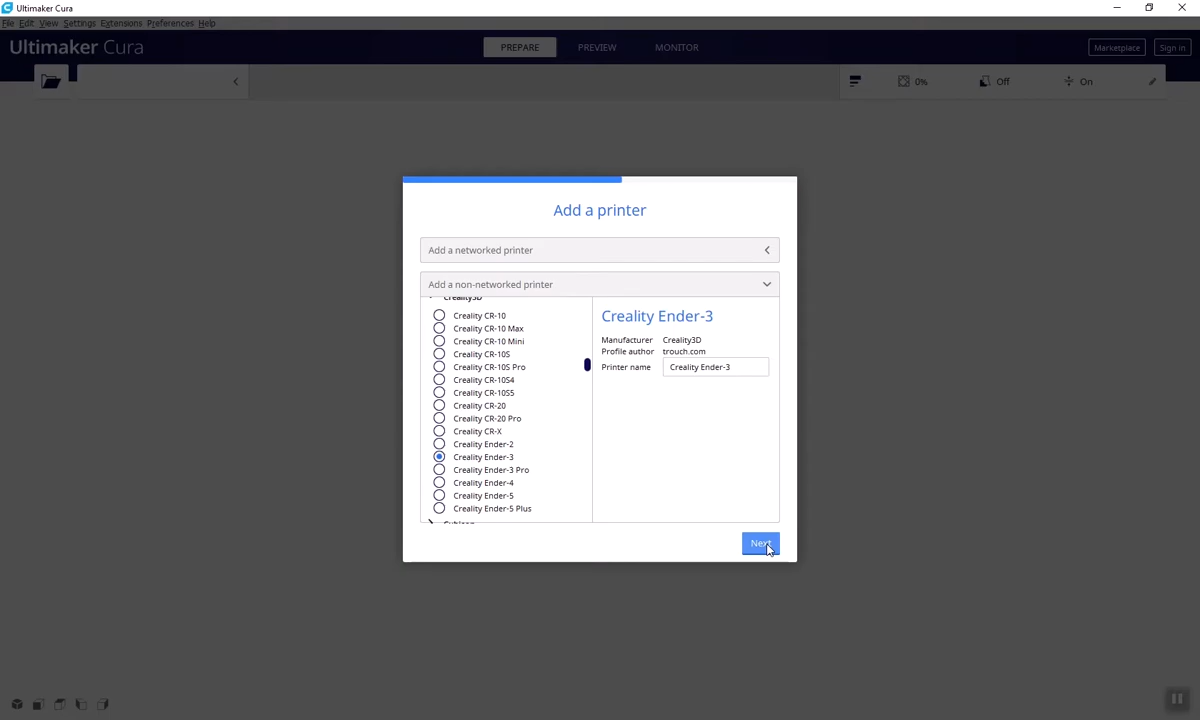 Ultimaker Cura
File Edit View Settings Extensions Preferences Help
Ultimaker Cura
PREPARE
PREVIEW
MONITOR
Marketplace
Sign in
0%
Off
On
Add a printer
Add a networked printer
Add a non-networked printer
Creality3D
Creality CR-10
Creality CR-10 Max
Creality CR-10 Mini
Creality CR-10S
Creality CR-10S Pro
Creality CR-10S4
Creality CR-10S5
Creality CR-20
Creality CR-20 Pro
Creality CR-X
Creality Ender-2
Creality Ender-3
Creality Ender-3 Pro
Creality Ender-4
Creality Ender-5
Creality Ender-5 Plus
Cubicon
Creality Ender-3
Manufacturer Creality3D
Profile author trouch.com
Printer name Creality Ender-3
Next